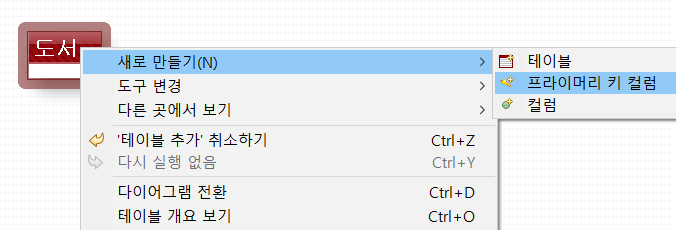 도서
새로 만들기(N)
테이블
프라이머리 키 컬럼
컬럼
도구 변경
다른 곳에서 보기
'테이블 추가' 취소하기 Ctrl+Z
다시 실행 없음 Ctrl+Y
다이어그램 전환 Ctrl+D
테이블 개요 보기 Ctrl+O